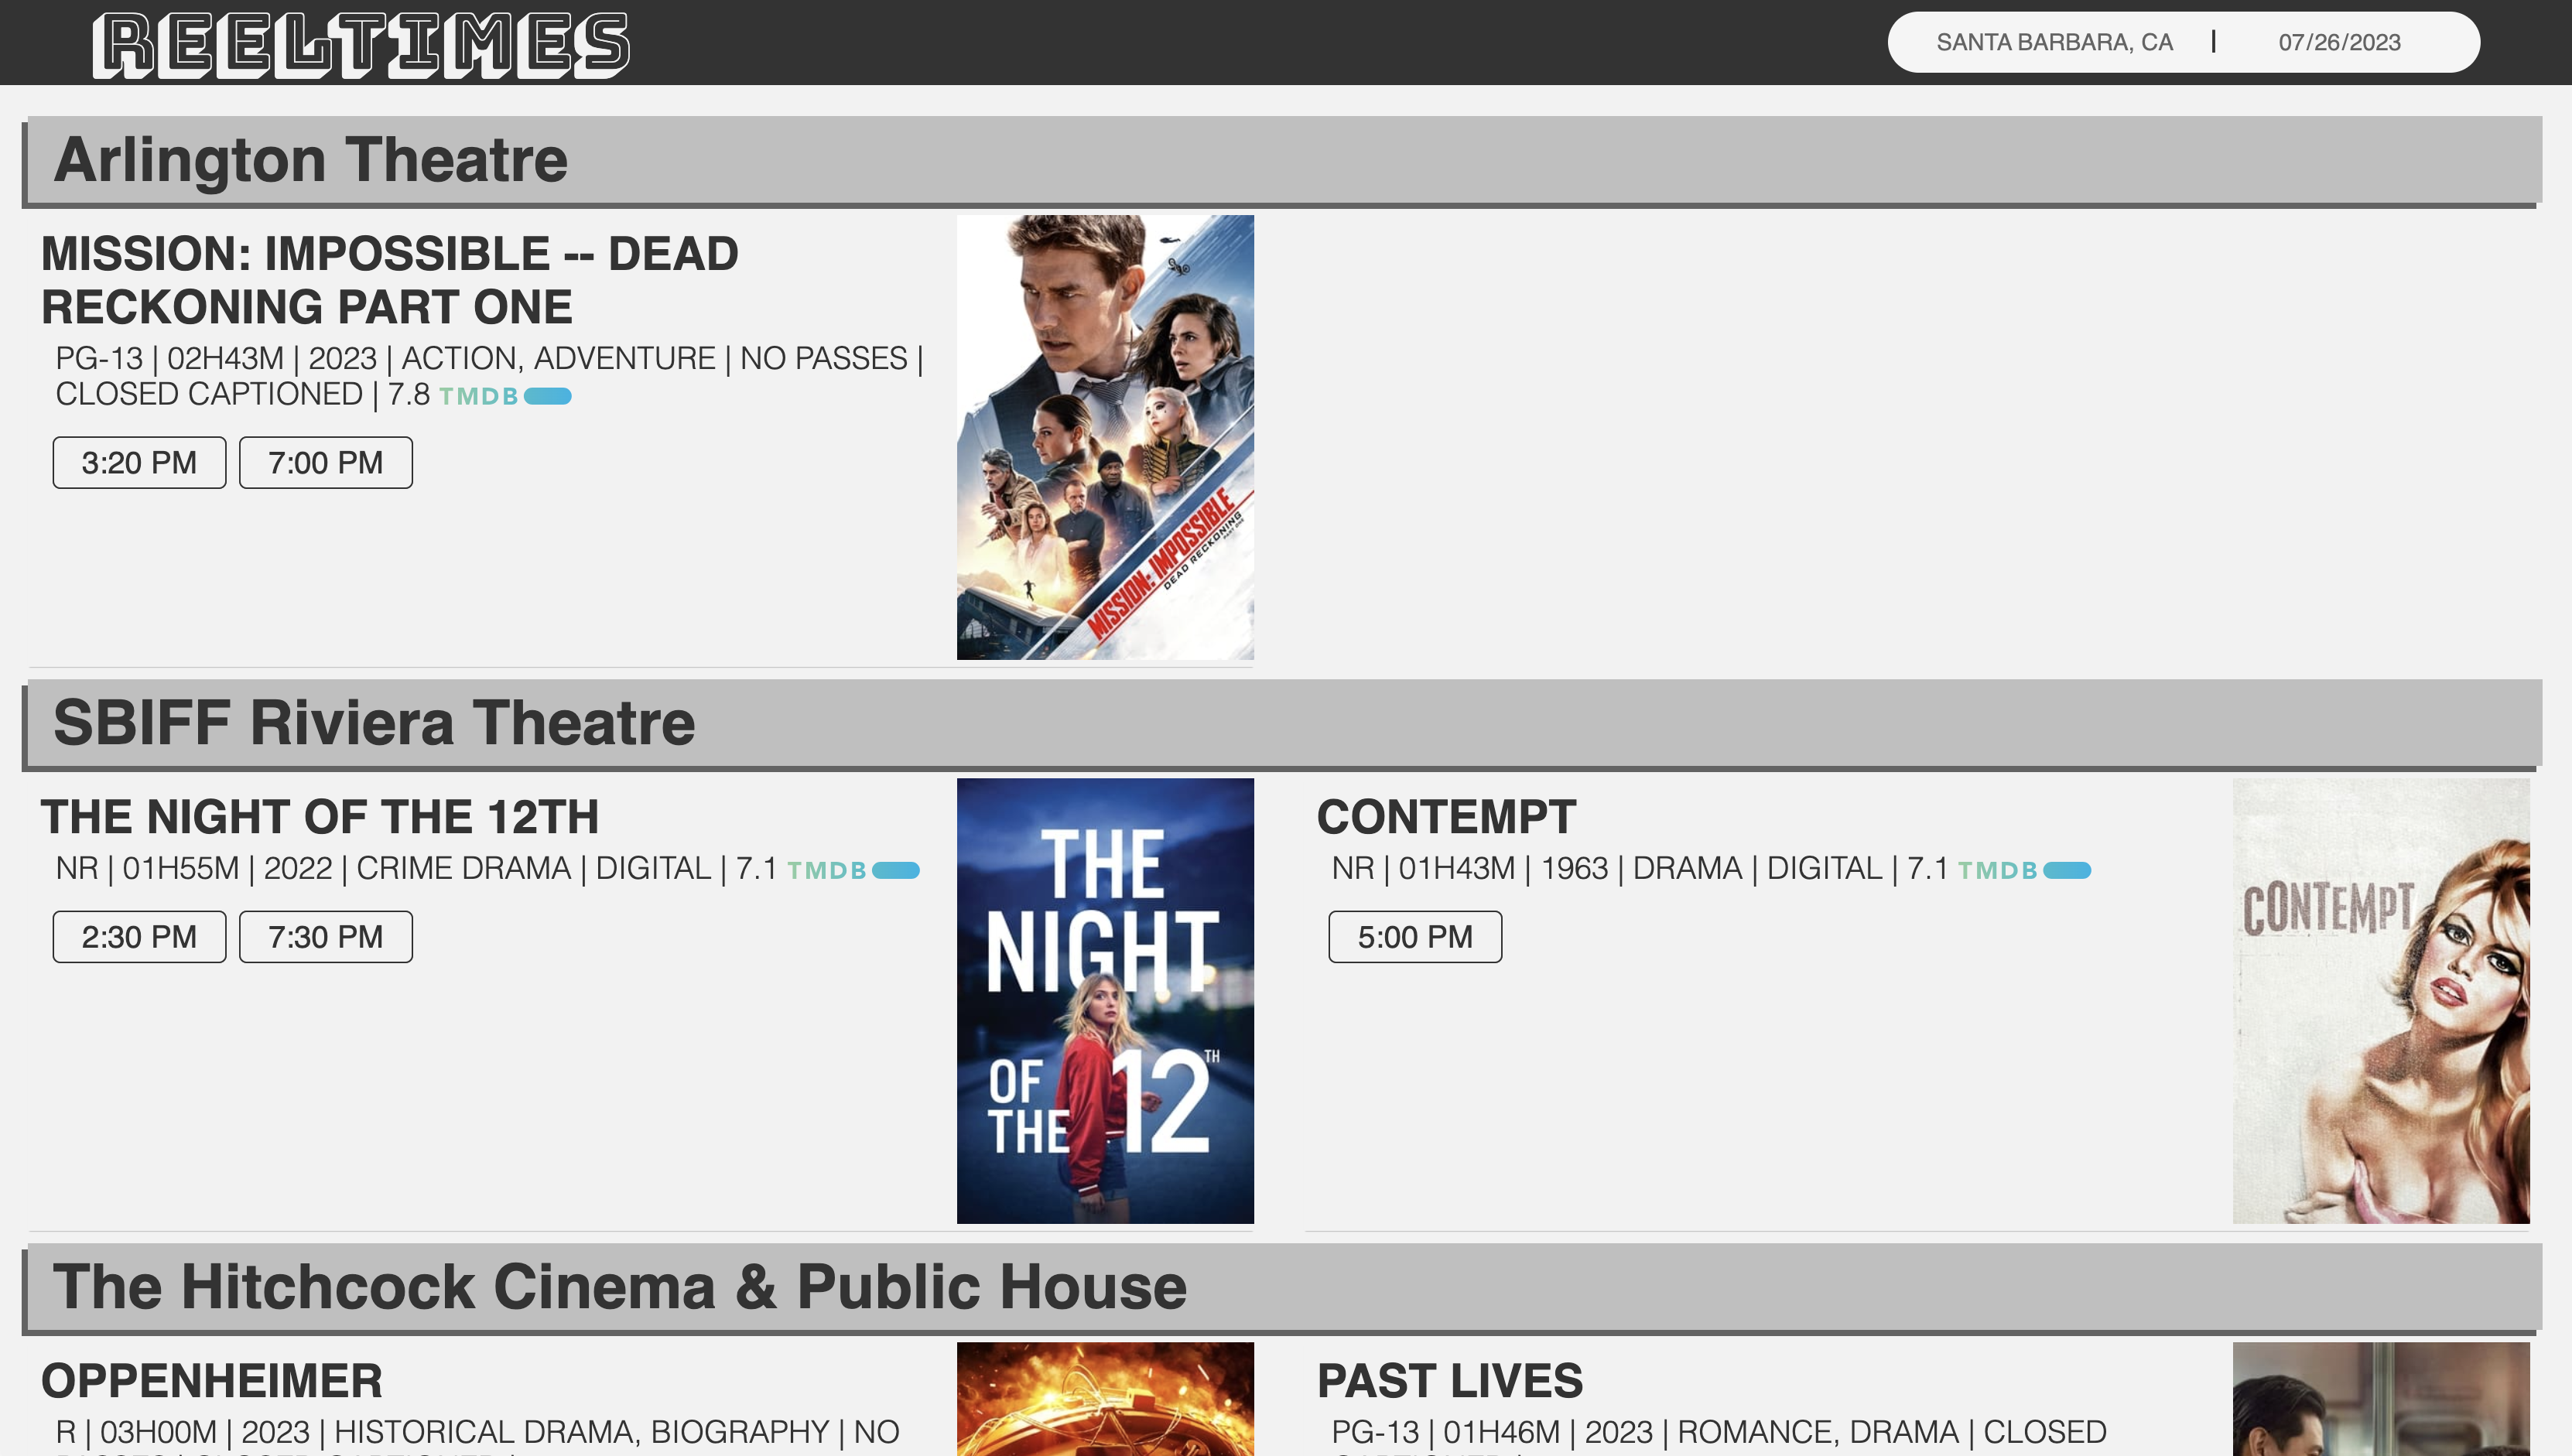 REELTIMES
SANTA BARBARA, CA | 07/26/2023
Arlington Theatre
MISSION: IMPOSSIBLE -- DEAD
RECKONING PART ONE
PG-13 | 02H43M | 2023 | ACTION, ADVENTURE | NO PASSES |
CLOSED CAPTIONED | 7.8 TMDB
3:20 PM 7:00 PM
MISSION: IMPOSSIBLE
DEAD RECKONING
PART ONE
SBIFF Riviera Theatre
THE NIGHT OF THE 12TH
NR | 01H55M | 2022 | CRIME DRAMA | DIGITAL | 7.1 TMDB
2:30 PM 7:30 PM
THE
NIGHT
OF
THE 12TH
CONTEMPT
NR | 01H43M | 1963 | DRAMA | DIGITAL | 7.1 TMDB
5:00 PM
CONTEMPT
The Hitchcock Cinema & Public House
OPPENHEIMER
R | 03H00M | 2023 | HISTORICAL DRAMA, BIOGRAPHY | NO
PAST LIVES
PG-13 | 01H46M | 2023 | ROMANCE, DRAMA | CLOSED